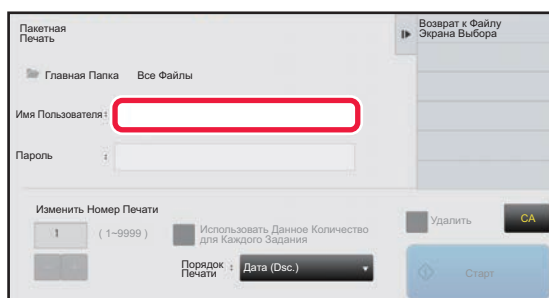 Пакетная
Печать
Возврат к Файлу
Экрана Выбора
Главная Папка Все Файлы
Имя Пользователя :
Пароль :
Изменить Номер Печати
1 ( 1~9999 )
Использовать Данное Количество
для Каждого Задания
Порядок
Печати : Дата (Dsc.)
Удалить
CA
Старт